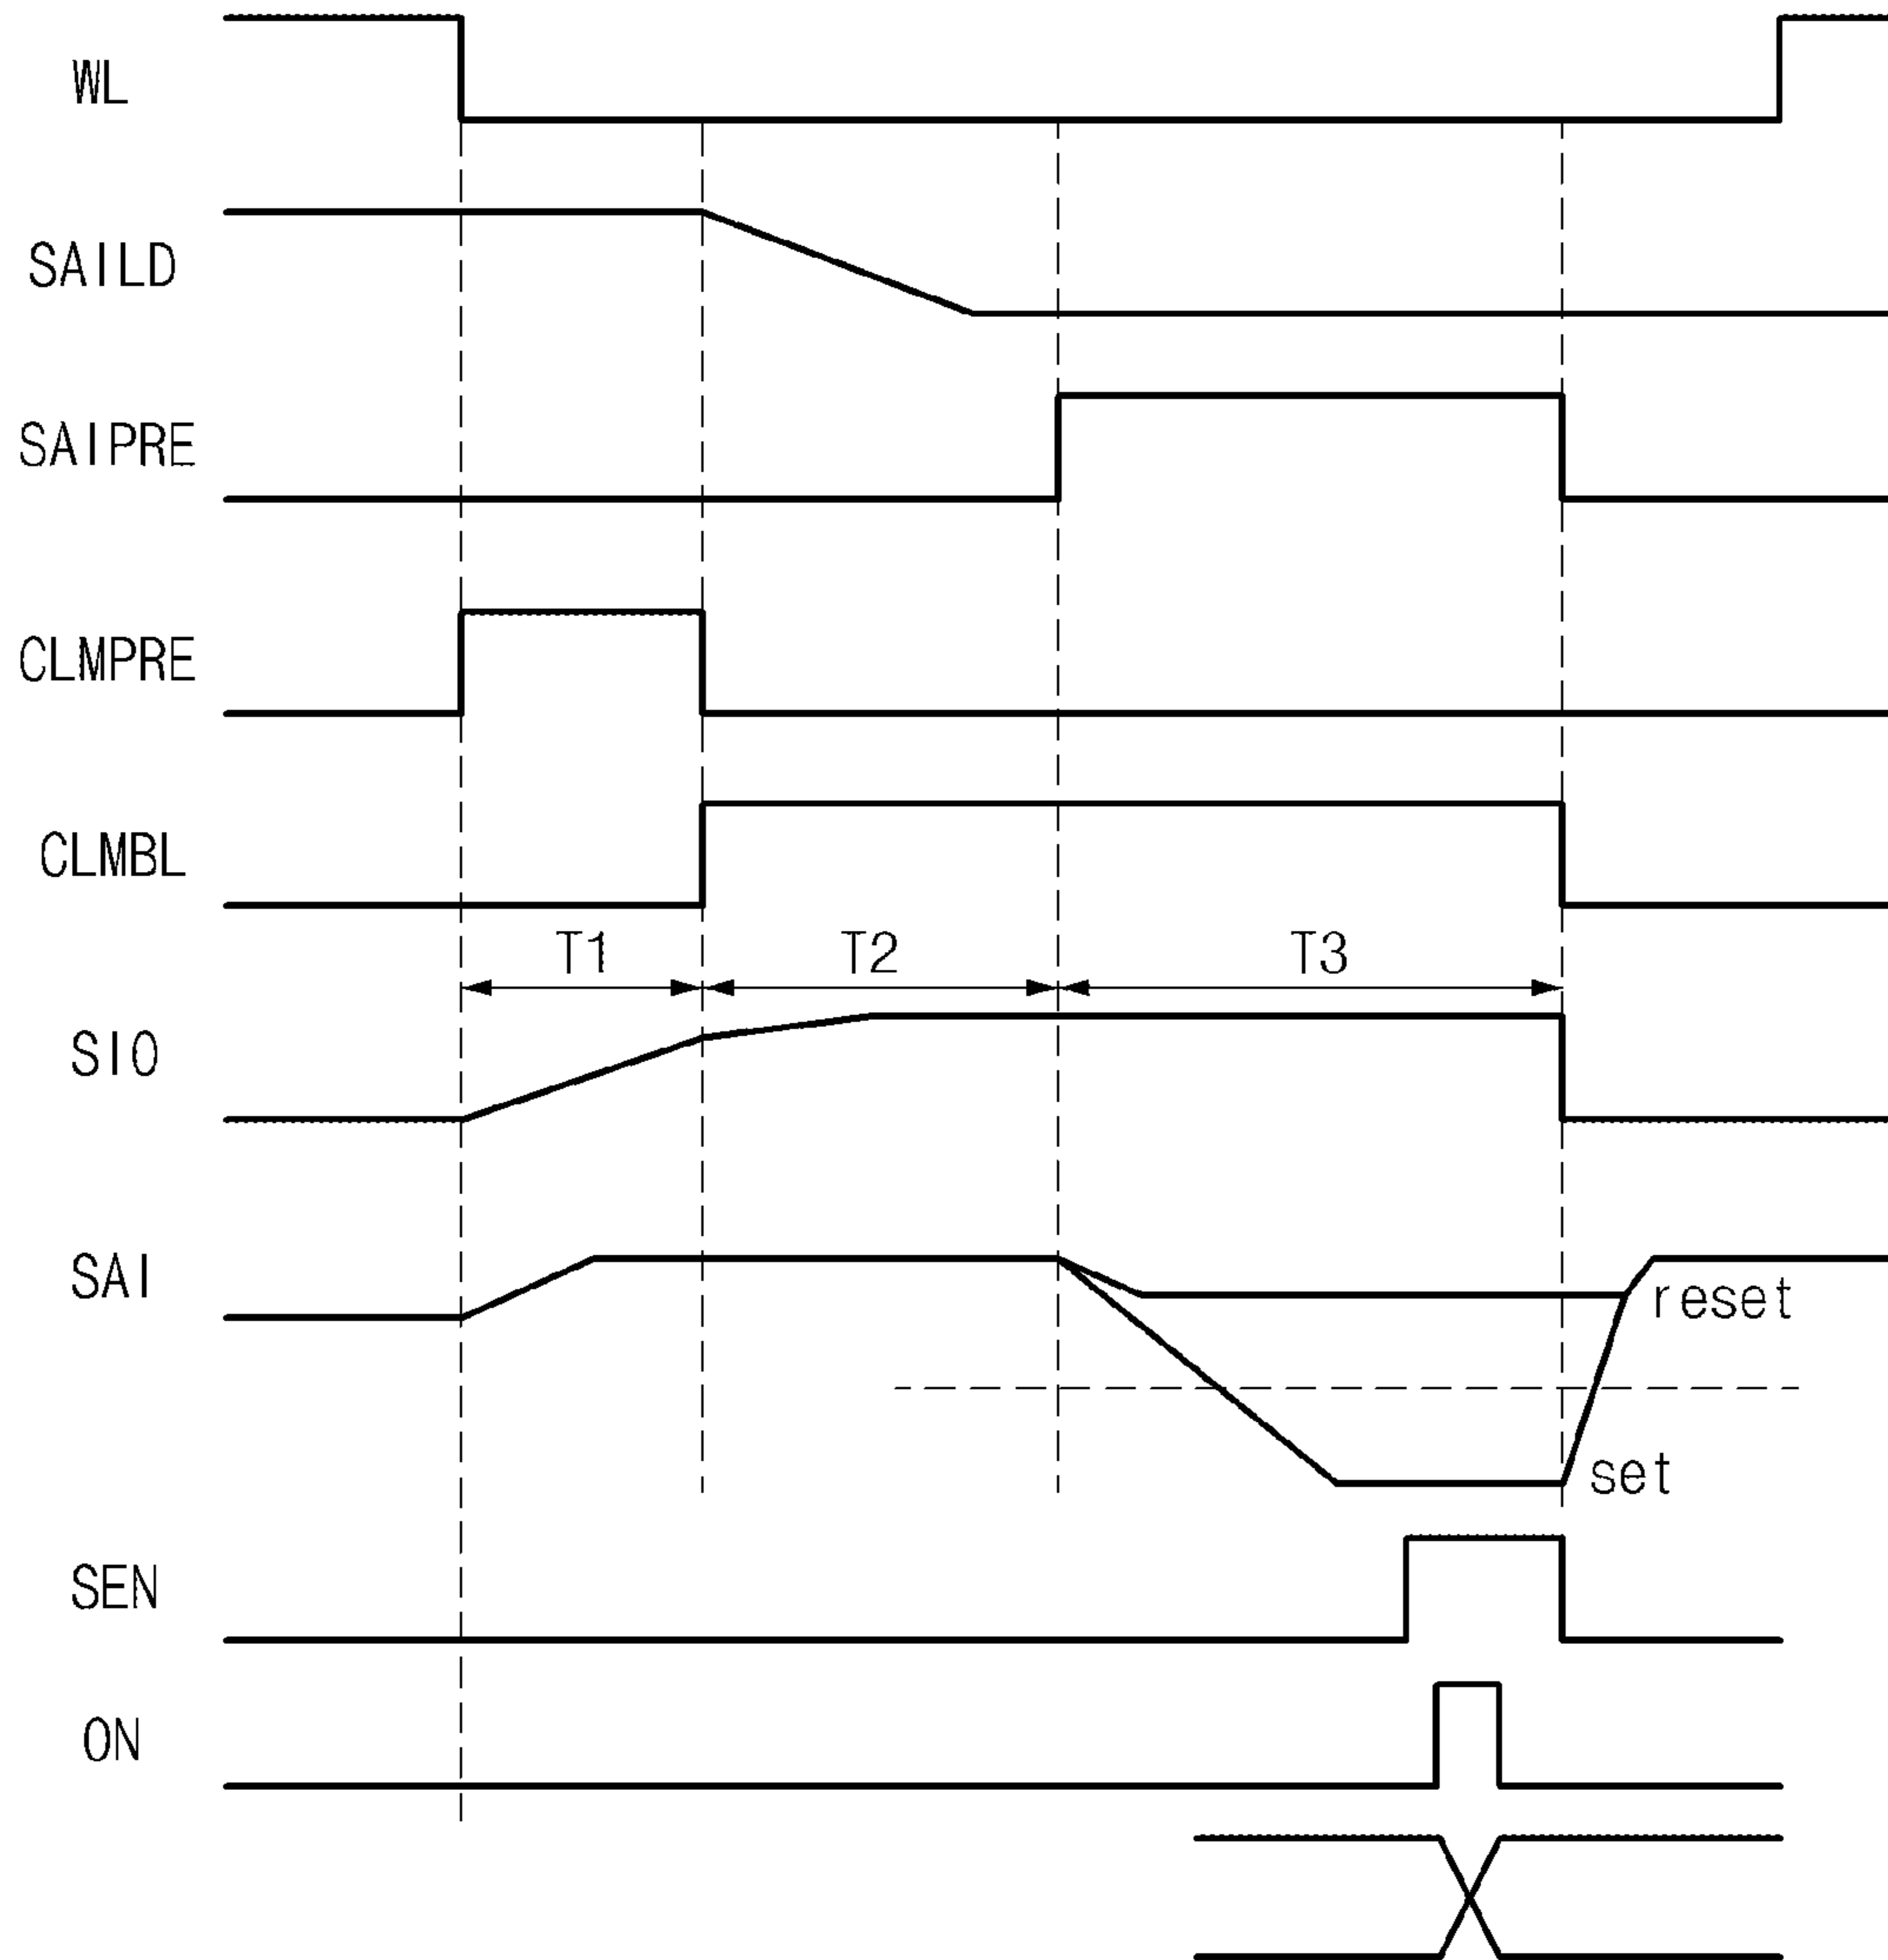 WL
SAILD
SAIPRE
CLMPRE
CLMBL
T1 T2 T3
SIO
SAI
reset
set
SEN
ON